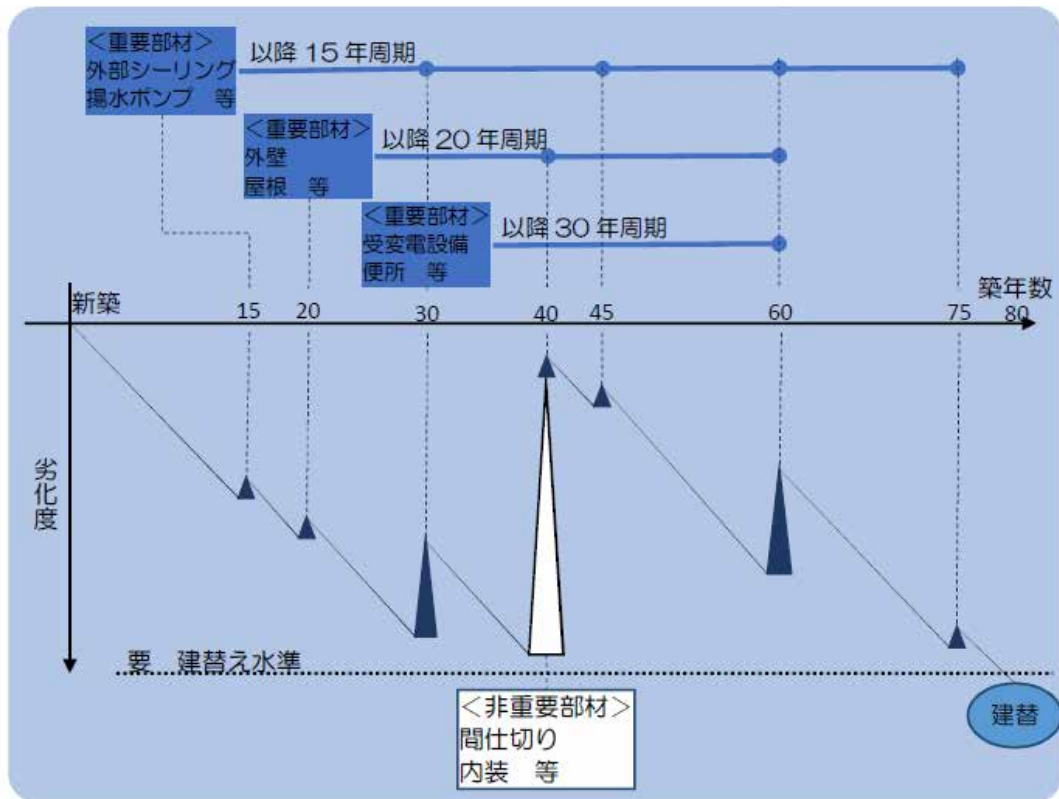 ＜重要部材＞
外部シーリング
揚水ポンプ　等
以降 15 年周期
＜重要部材＞
外壁
屋根　等
以降 20 年周期
＜重要部材＞
受変電設備
便所　等
以降 30 年周期
新築
築年数
15
20
30
40
45
60
75
80
劣化度
要　建替え水準
＜非重要部材＞
間仕切り
内装　等
建替